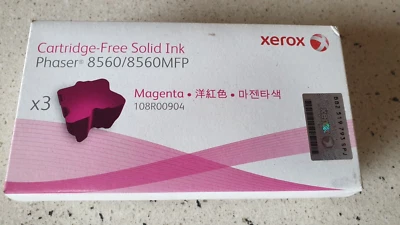 Cartridge-Free Solid Ink
Phaser® 8560/8560MFP
xerox
x3
Magenta • 洋紅色 • 마젠타색
108R00904